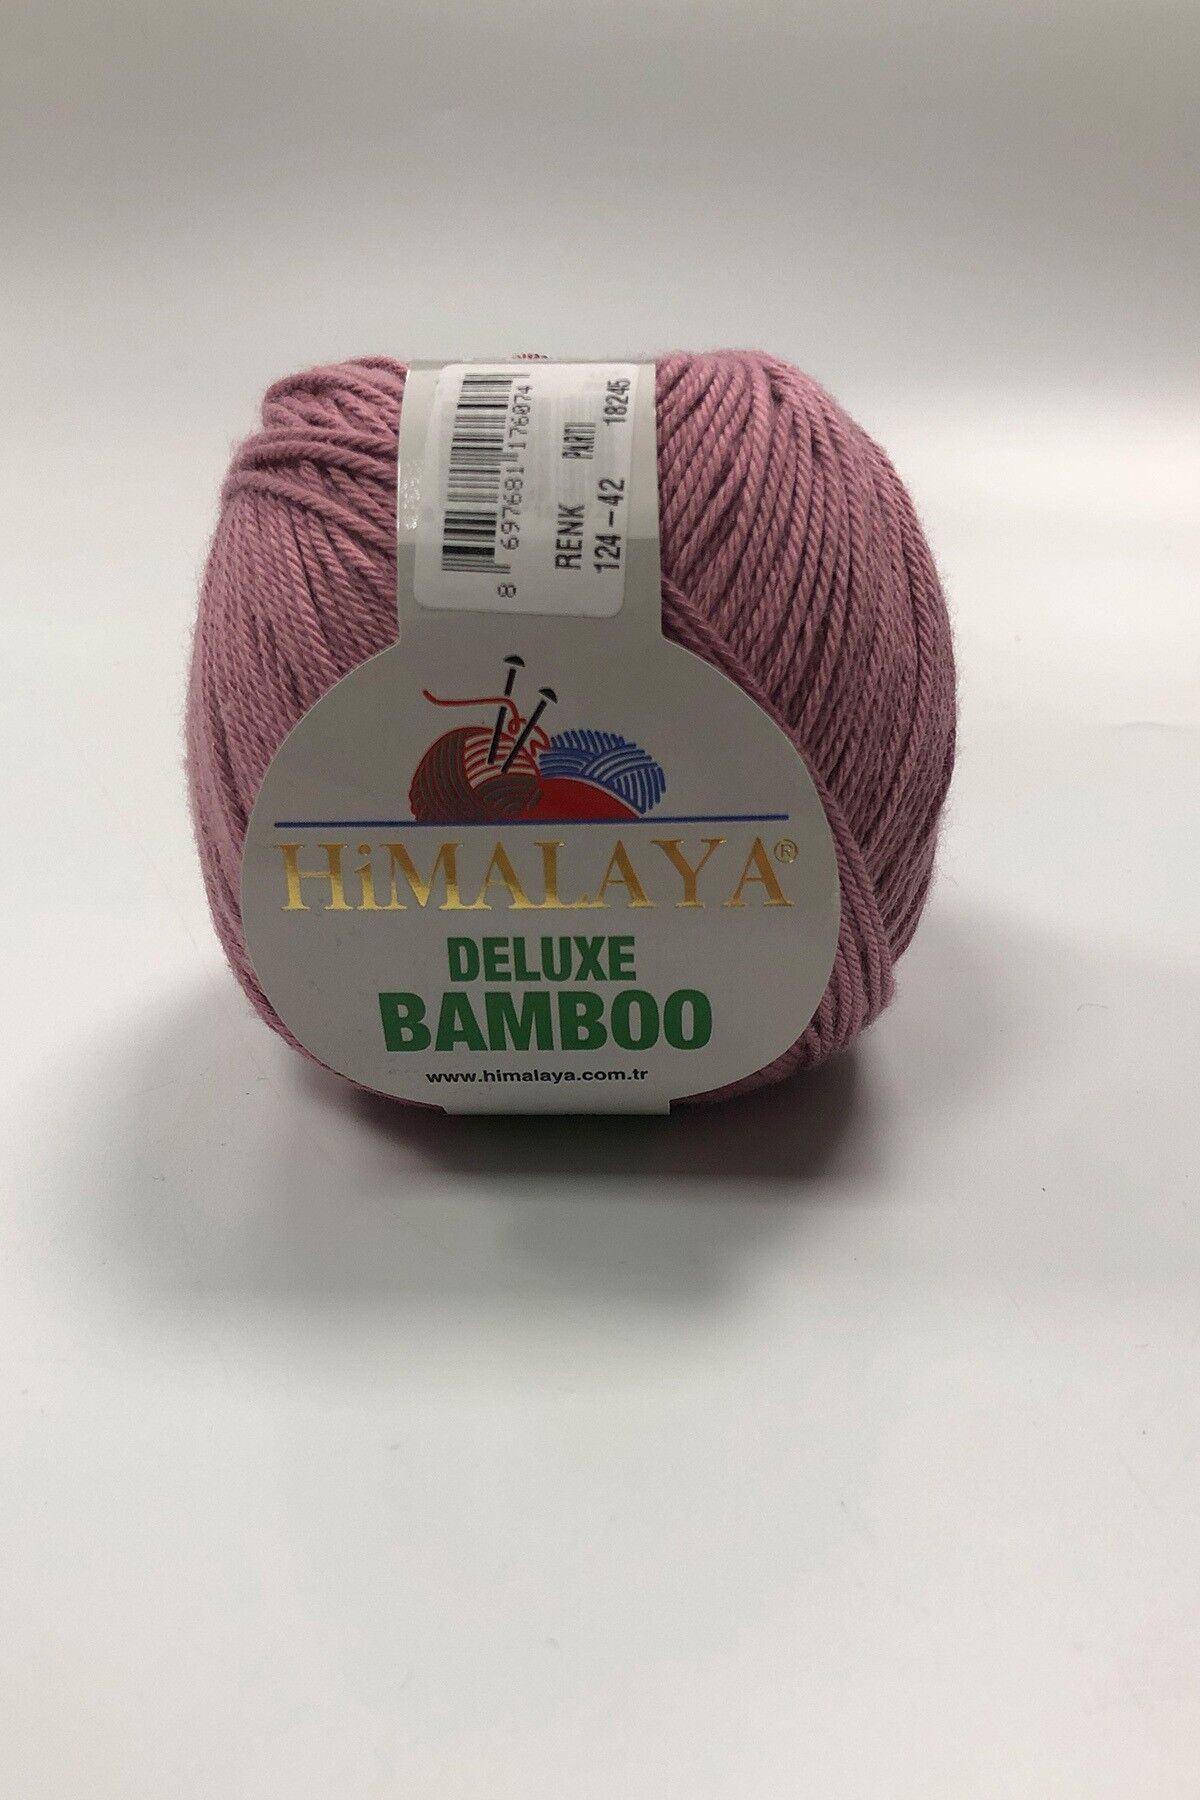 8 697681 176074
RENK PARTI
124-42 18245
HiMALAYA®
DELUXE
BAMBOO
www.himalaya.com.tr